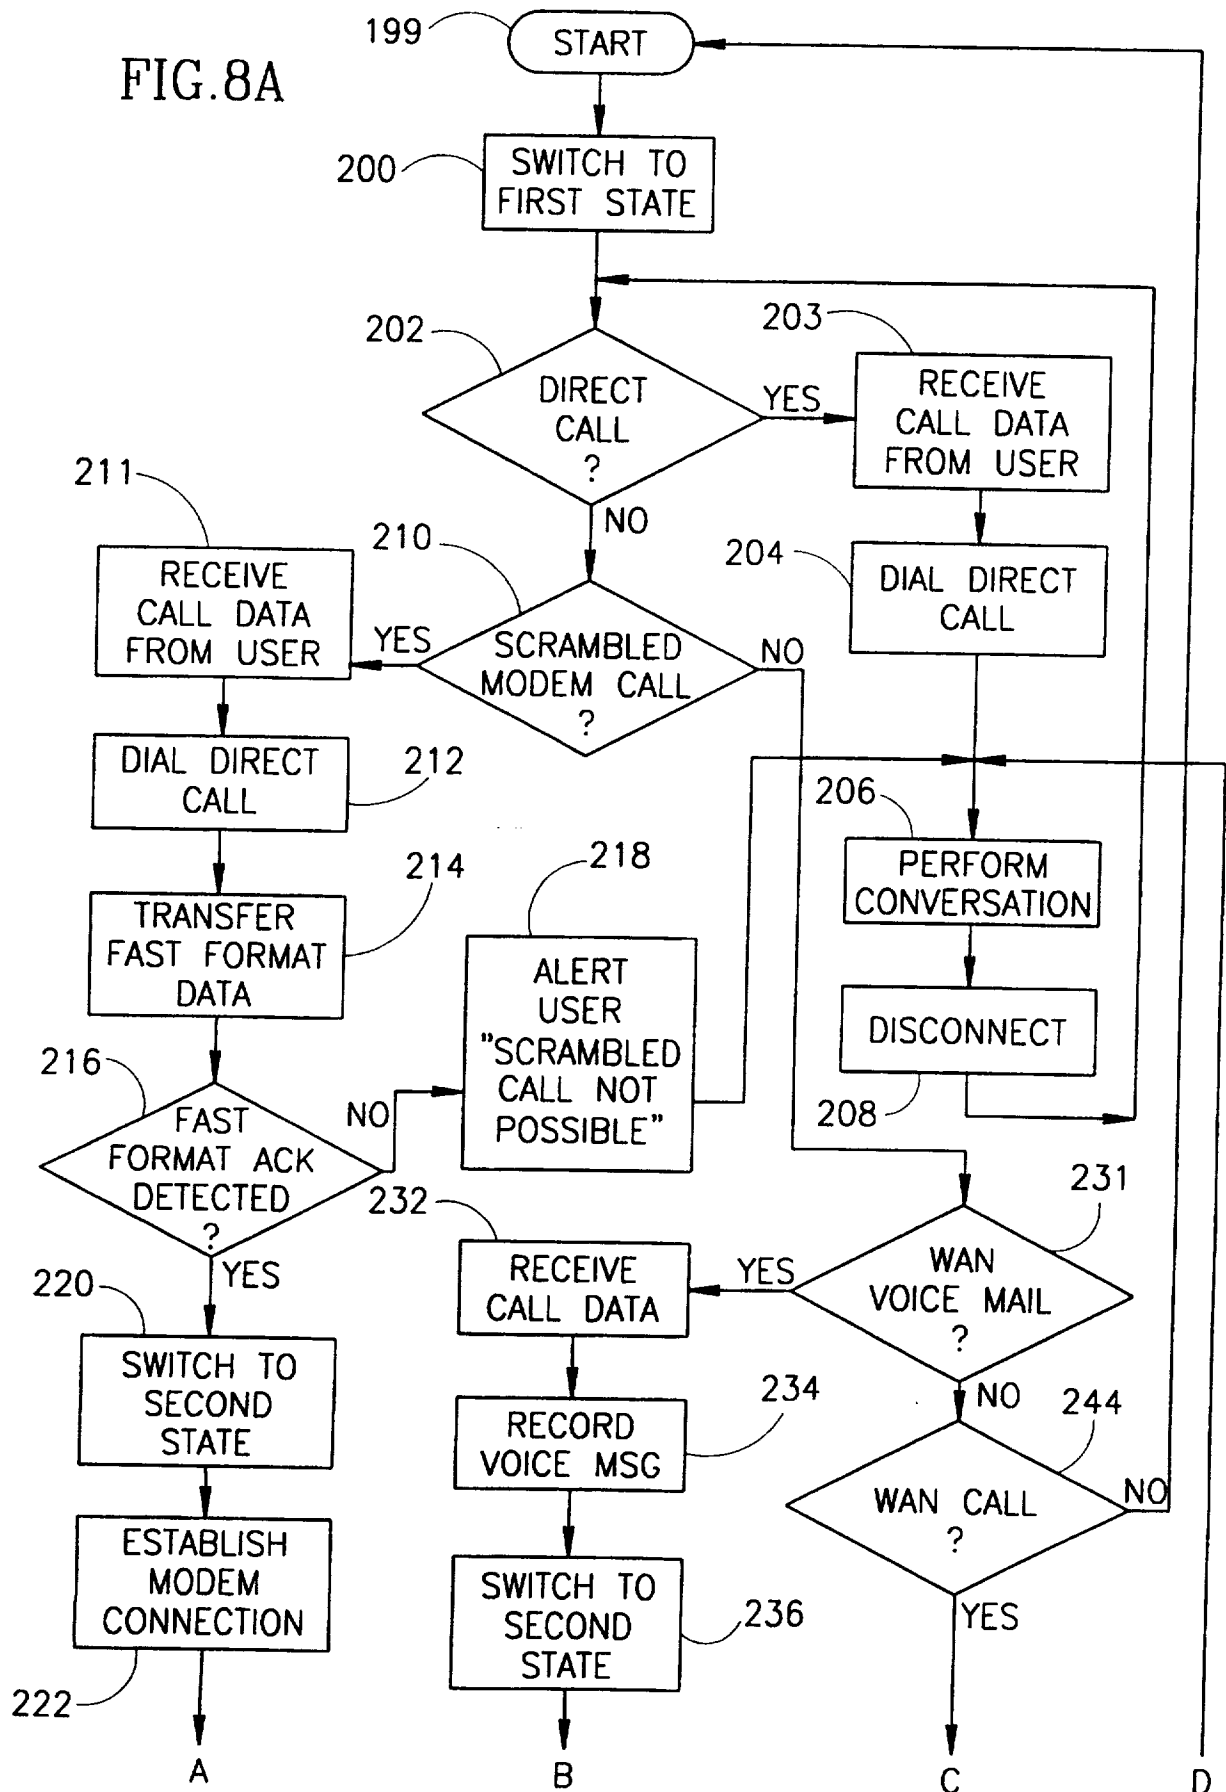 FIG.8A
199
START
200
SWITCH TO
FIRST STATE
202
DIRECT
CALL
?
YES
NO
203
RECEIVE
CALL DATA
FROM USER
204
DIAL DIRECT
CALL
210
SCRAMBLED
MODEM CALL
?
YES
NO
211
RECEIVE
CALL DATA
FROM USER
212
DIAL DIRECT
CALL
214
TRANSFER
FAST FORMAT
DATA
206
PERFORM
CONVERSATION
DISCONNECT
208
218
ALERT
USER
"SCRAMBLED
CALL NOT
POSSIBLE"
216
FAST
FORMAT ACK
DETECTED
?
NO
YES
220
SWITCH TO
SECOND
STATE
ESTABLISH
MODEM
CONNECTION
222
231
WAN
VOICE MAIL
?
YES
NO
232
RECEIVE
CALL DATA
234
RECORD
VOICE MSG
SWITCH TO
SECOND
STATE
236
244
WAN CALL
?
NO
YES
A
B
C
D